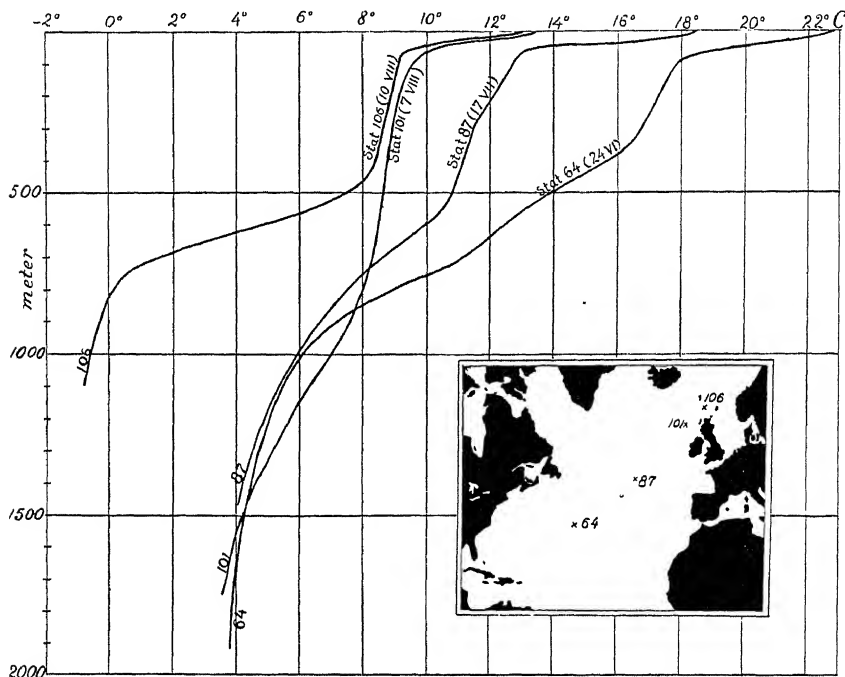 -2° 0° 2° 4° 6° 8° 10° 12° 14° 16° 18° 20° 22° C
Stat 106 (10 VIII)
Stat 101 (7 VIII)
Stat 87 (17 VII)
Stat 64 (24 VI)
500
meter
1000
106
87
1500
101
64
2000
106
101
87
64